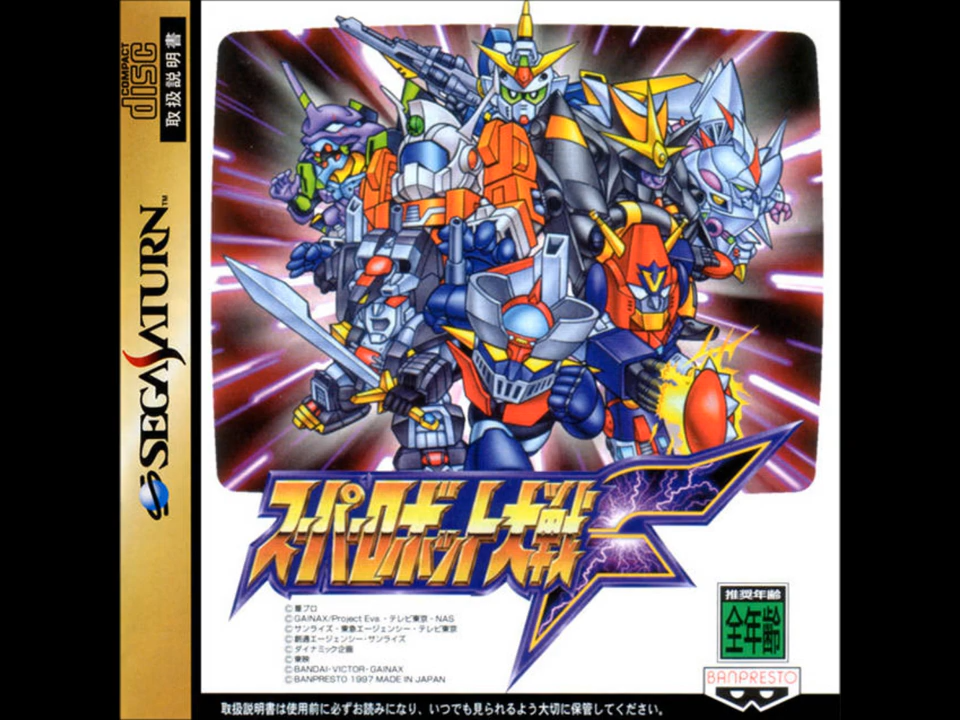 COMPACT
disc
取扱説明書
SEGA SATURN™
スーパーロボット大戦F
©葦プロ
©GAINAX/Project Eva.・テレビ東京・NAS
©サンライズ・東急エージェンシー・テレビ東京
©創通エージェンシー・サンライズ
©ダイナミック企画
©東映
©BANDAI・VICTOR・GAINAX
©BANPRESTO 1997 MADE IN JAPAN
推奨年齢
全年齢
BANPRESTO
取扱説明書は使用前に必ずお読みになり、いつでも見られるよう大切に保管してください。